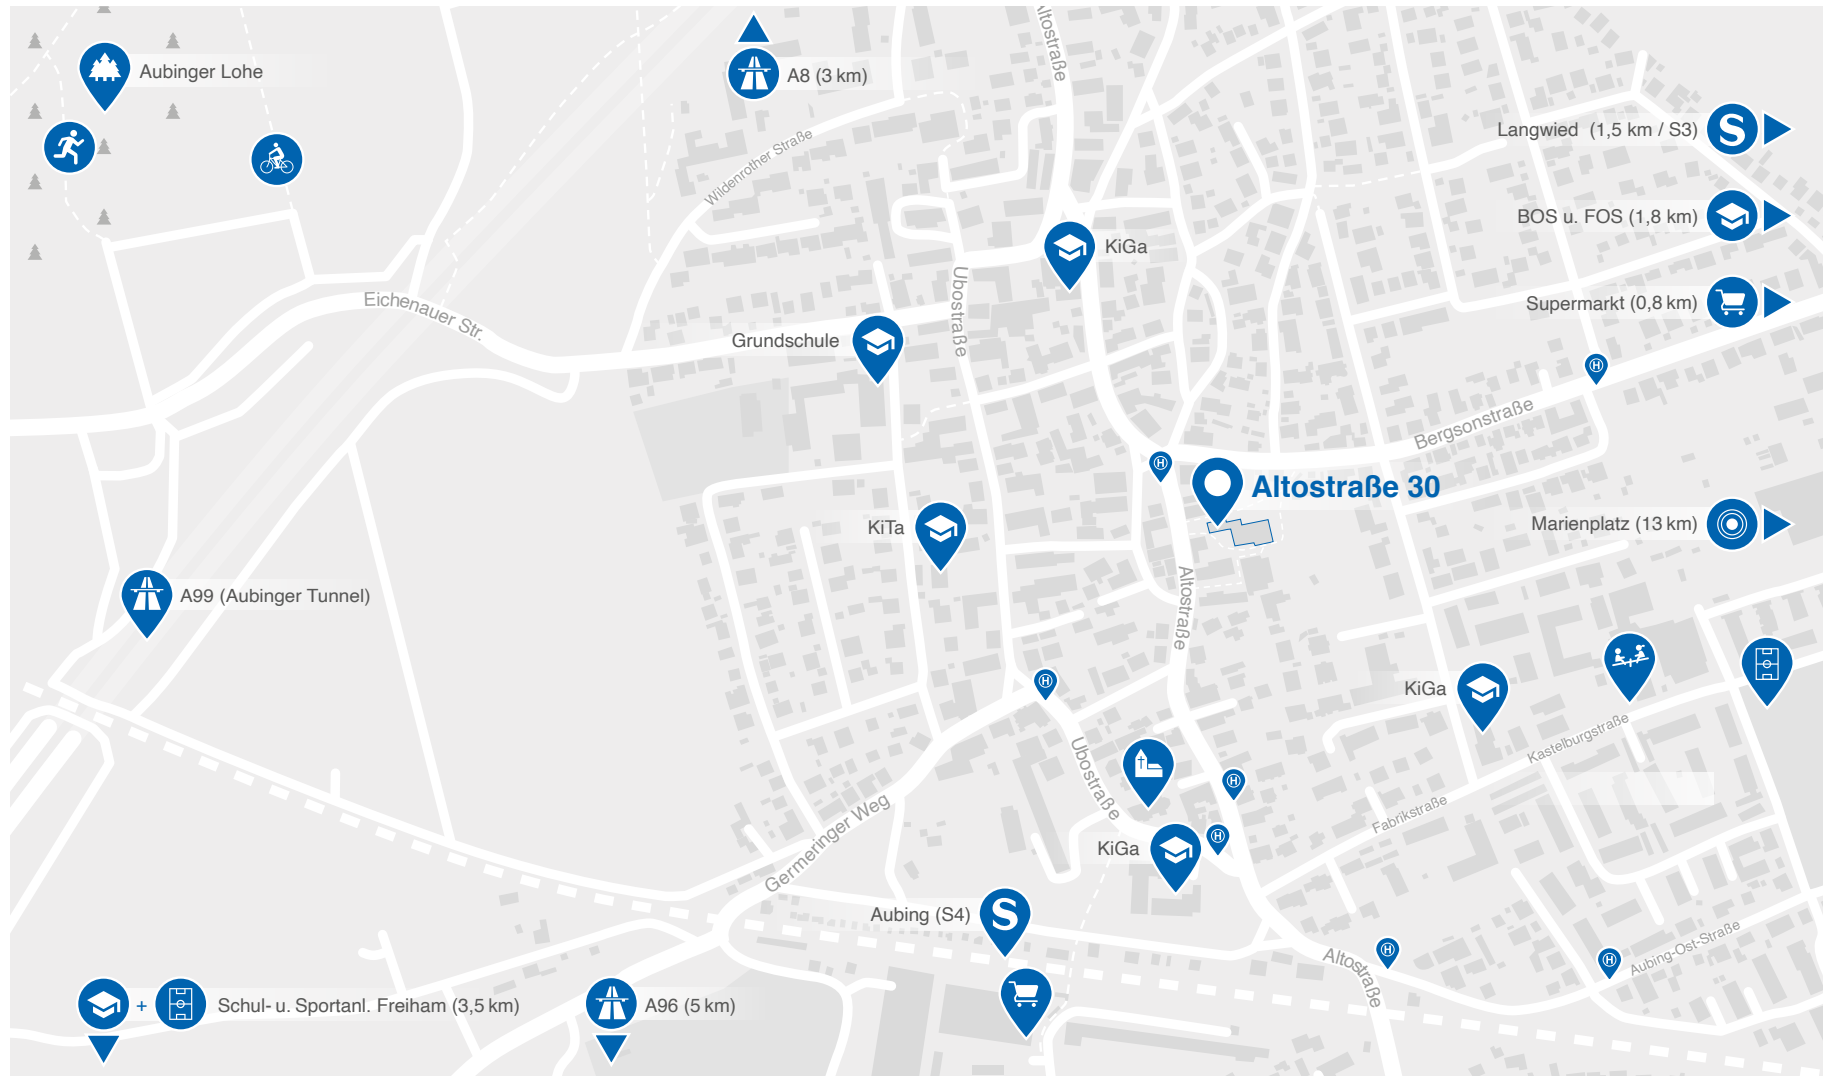 Altostraße
Aubinger Lohe
A8 (3 km)
Langwied (1,5 km / S3)
S
Wildenrother Straße
BOS u. FOS (1,8 km)
KiGa
Ubostraße
Eichenauer Str.
Supermarkt (0,8 km)
Grundschule
H
Bergsonstraße
H
Altostraße 30
KiTa
Marienplatz (13 km)
A99 (Aubinger Tunnel)
Altostraße
H
KiGa
Kastelburgstraße
Ubostraße
H
Fabrikstraße
Germeringer Weg
H
KiGa
Aubing (S4)
S
Altostraße
H
H
Aubing-Ost-Straße
+
Schul- u. Sportanl. Freiham (3,5 km)
A96 (5 km)